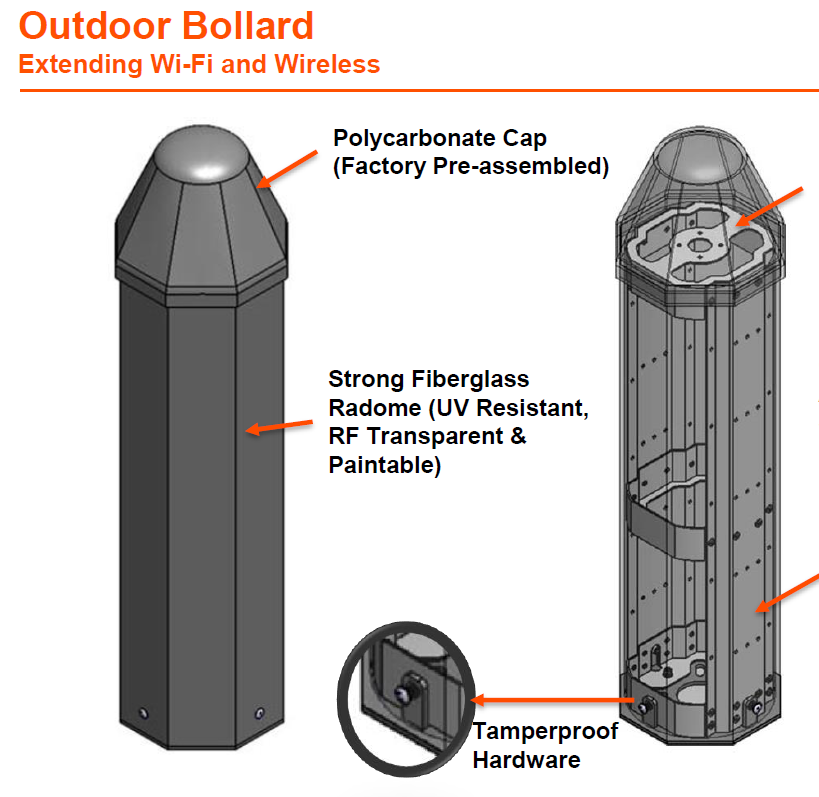 Outdoor Bollard
Extending Wi-Fi and Wireless
Polycarbonate Cap
(Factory Pre-assembled)
Strong Fiberglass
Radome (UV Resistant,
RF Transparent &
Paintable)
Tamperproof
Hardware